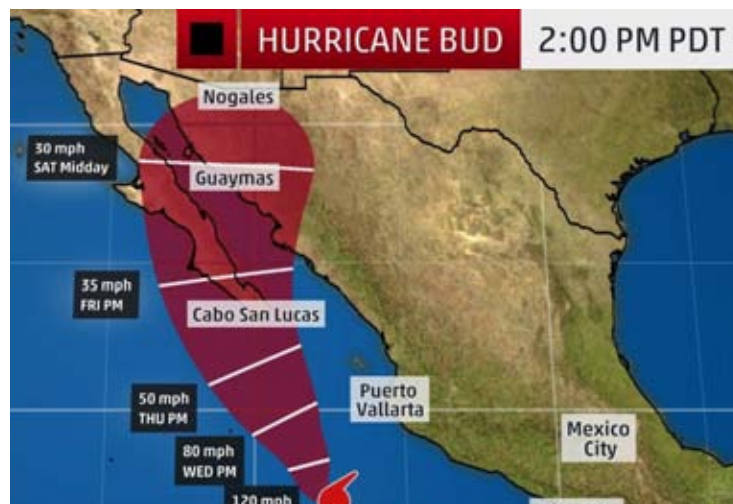 HURRICANE BUD
2:00 PM PDT
Nogales
30 mph
SAT Midday
Guaymas
35 mph
FRI PM
Cabo San Lucas
50 mph
THU PM
Puerto
Vallarta
Mexico
City
80 mph
WED PM
120 mph